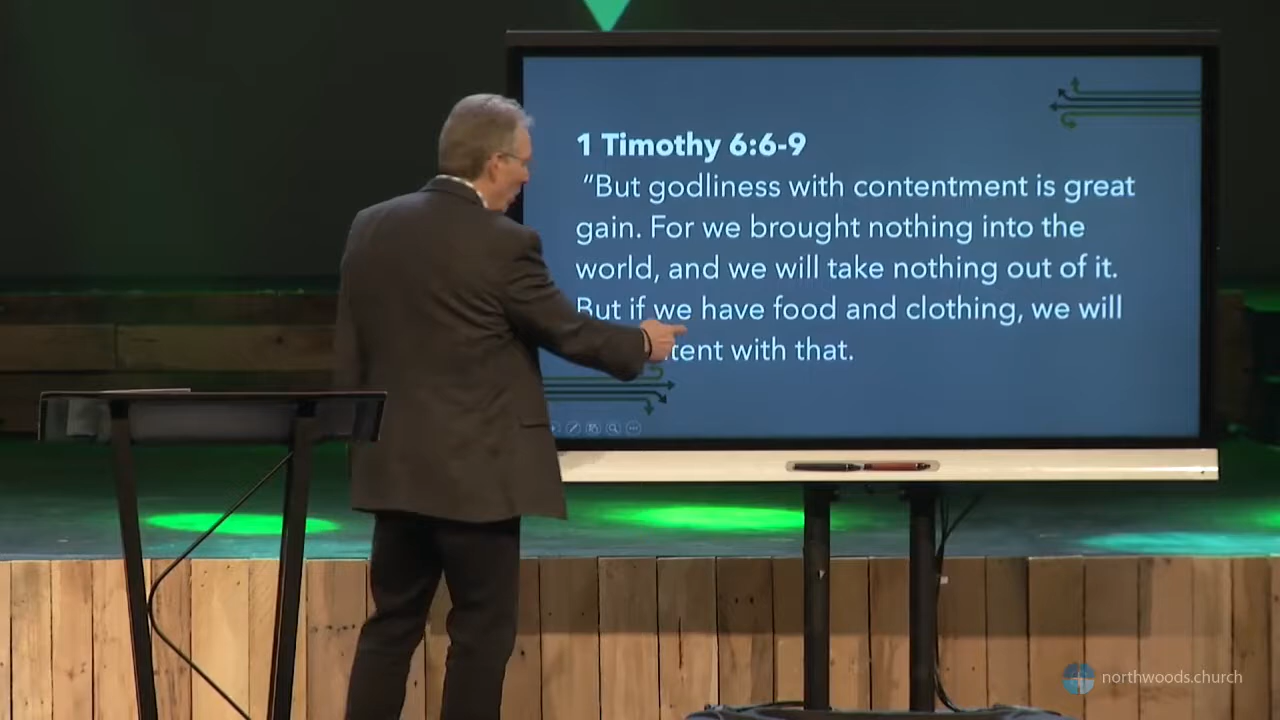 1 Timothy 6:6-9
“But godliness with contentment is great
gain. For we brought nothing into the
world, and we will take nothing out of it.
But if we have food and clothing, we will
with that.
northwoods.church